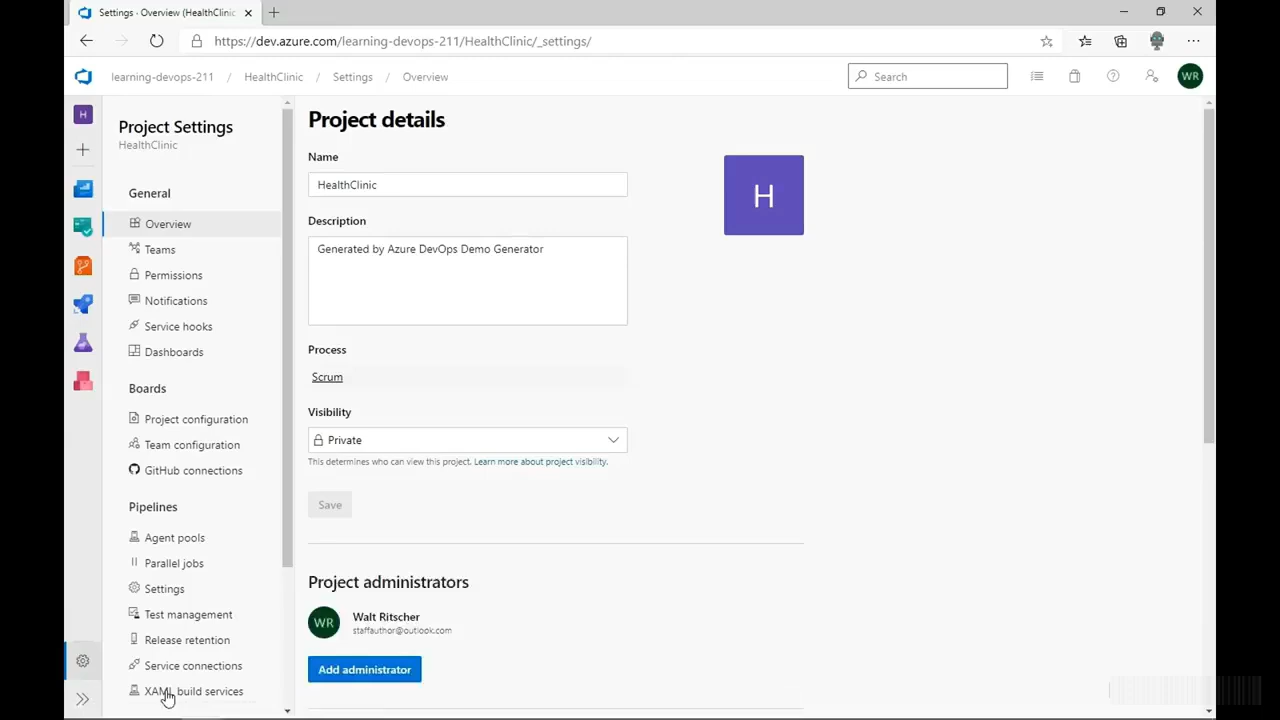 Settings · Overview (HealthClinic
https://dev.azure.com/learning-devops-211/HealthClinic/_settings/
learning-devops-211 / HealthClinic / Settings / Overview
Search
WR
H
Project Settings
HealthClinic
General
Overview
Teams
Permissions
Notifications
Service hooks
Dashboards
Boards
Project configuration
Team configuration
GitHub connections
Pipelines
Agent pools
Parallel jobs
Settings
Test management
Release retention
Service connections
XAML build services
Project details
Name
HealthClinic
H
Description
Generated by Azure DevOps Demo Generator
Process
Scrum
Visibility
Private
This determines who can view this project. Learn more about project visibility.
Save
Project administrators
WR
Walt Ritscher
staffauthor@outlook.com
Add administrator